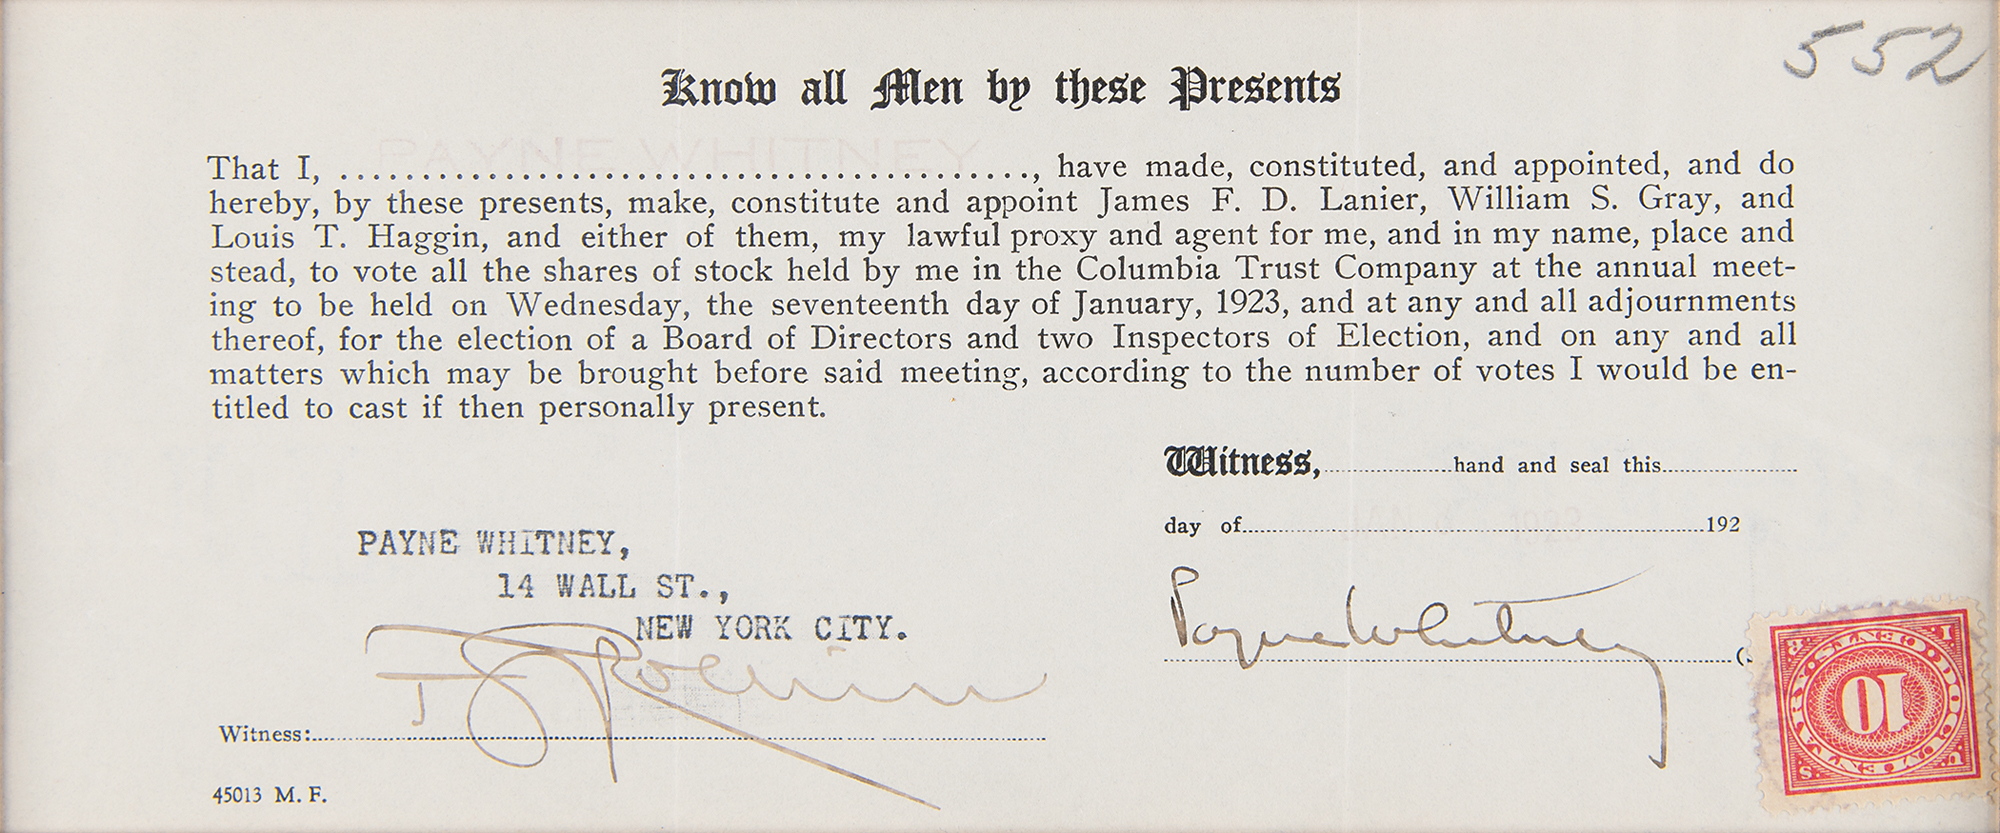 552
Know all Men by these Presents
PAYNE WHITNEY
That I, ............................................, have made, constituted, and appointed, and do
hereby, by these presents, make, constitute and appoint James F. D. Lanier, William S. Gray, and
Louis T. Haggin, and either of them, my lawful proxy and agent for me, and in my name, place and
stead, to vote all the shares of stock held by me in the Columbia Trust Company at the annual meet-
ing to be held on Wednesday, the seventeenth day of January, 1923, and at any and all adjournments
thereof, for the election of a Board of Directors and two Inspectors of Election, and on any and all
matters which may be brought before said meeting, according to the number of votes I would be en-
titled to cast if then personally present.
Witness, ............ hand and seal this ............
day of ............ 192
1923
PAYNE WHITNEY,
14 WALL ST.,
NEW YORK CITY.
Payne Whitney
Witness: ............
45013 M. F.
10